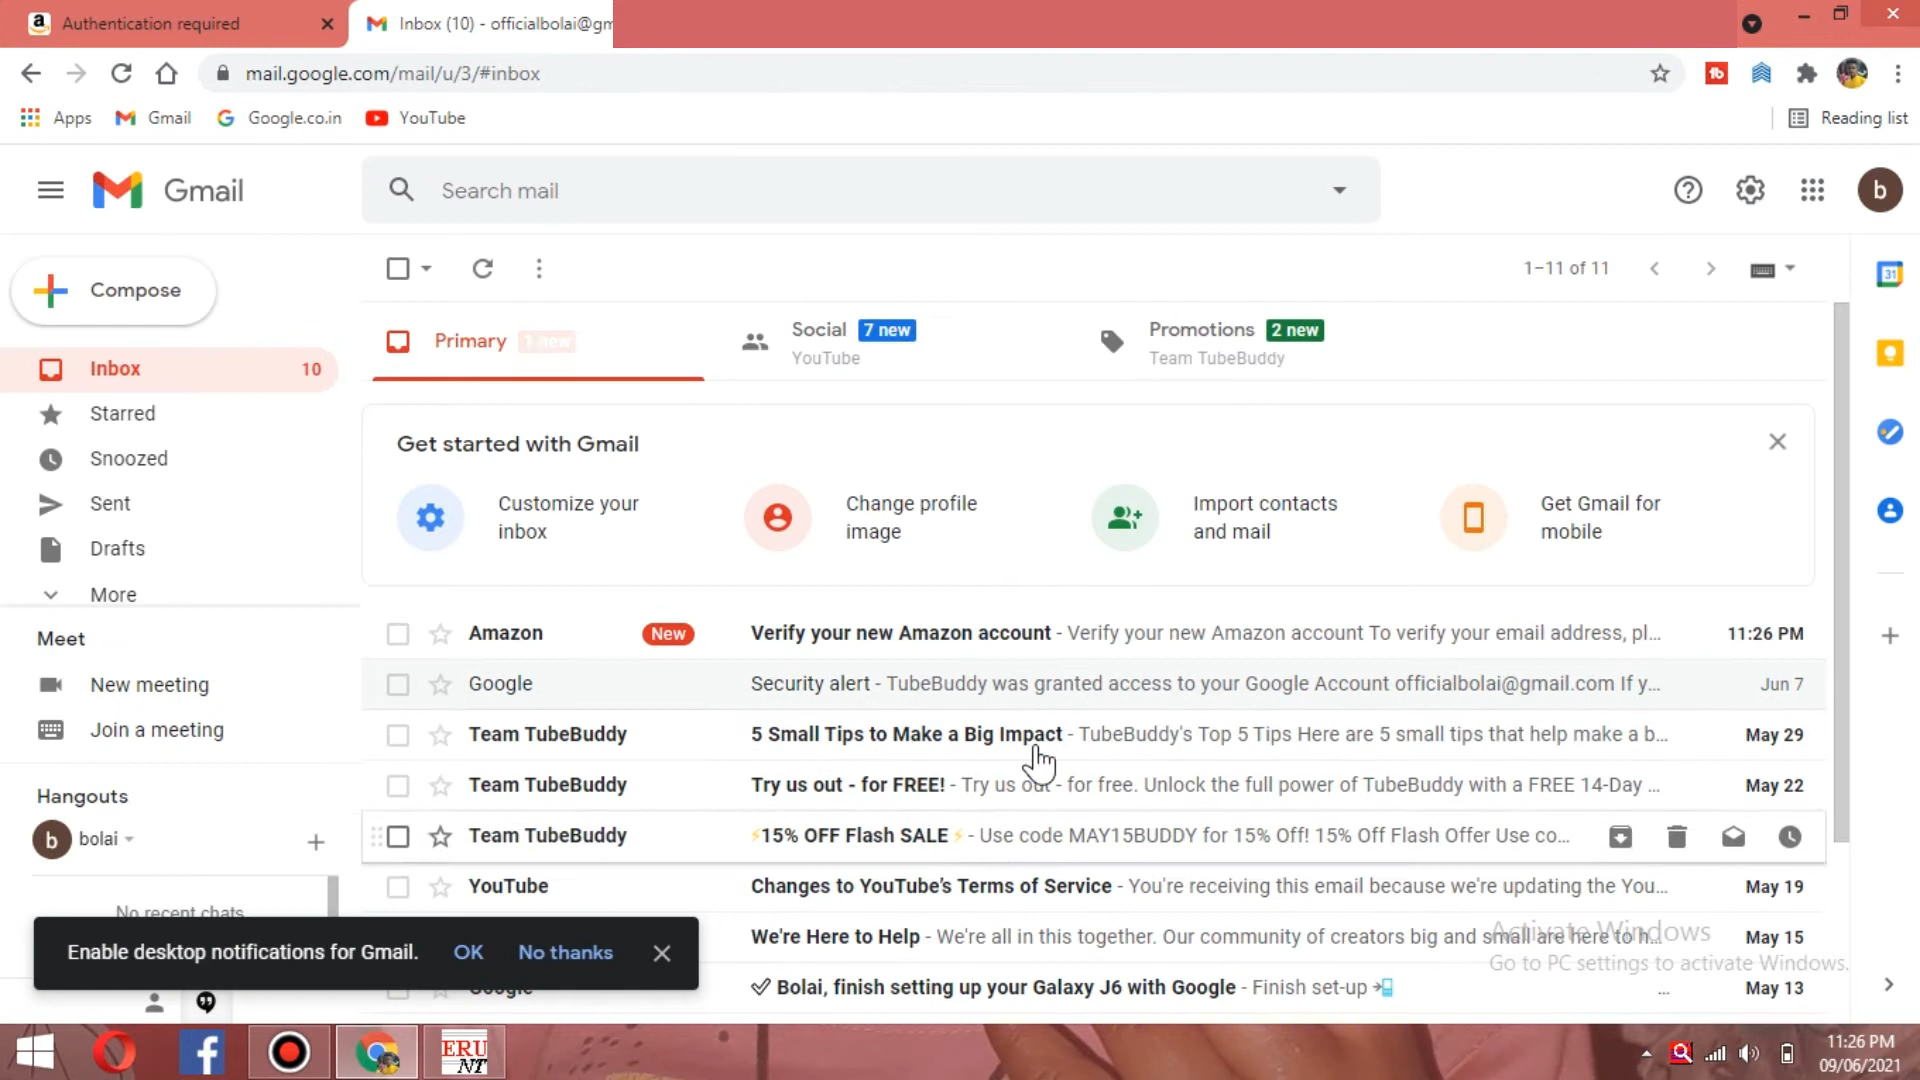 Authentication required
Inbox (10) - officialbolai@gm
mail.google.com/mail/u/3/#inbox
Apps
Gmail
Google.co.in
YouTube
Reading list
Gmail
Search mail
b
Compose
1–11 of 11
31
Primary
1 new
Social
7 new
YouTube
Promotions
2 new
Team TubeBuddy
Inbox
10
Starred
Snoozed
Sent
Drafts
More
Get started with Gmail
Customize your
inbox
Change profile
image
Import contacts
and mail
Get Gmail for
mobile
Meet
New meeting
Join a meeting
Hangouts
b
bolai
No recent chats
Amazon New Verify your new Amazon account - Verify your new Amazon account To verify your email address, pl... 11:26 PM
Google Security alert - TubeBuddy was granted access to your Google Account officialbolai@gmail.com If y... Jun 7
Team TubeBuddy 5 Small Tips to Make a Big Impact - TubeBuddy's Top 5 Tips Here are 5 small tips that help make a b... May 29
Team TubeBuddy Try us out - for FREE! - Try us out - for free. Unlock the full power of TubeBuddy with a FREE 14-Day ... May 22
Team TubeBuddy ⚡15% OFF Flash SALE⚡ - Use code MAY15BUDDY for 15% Off! 15% Off Flash Offer Use co...
YouTube Changes to YouTube's Terms of Service - You're receiving this email because we're updating the You... May 19
We're Here to Help - We're all in this together. Our community of creators big and small are here to h... May 15
Google ✅ Bolai, finish setting up your Galaxy J6 with Google - Finish set-up 📲 ... May 13
Enable desktop notifications for Gmail.
OK
No thanks
Activate Windows
Go to PC settings to activate Windows.
ERU
NT
11:26 PM
09/06/2021